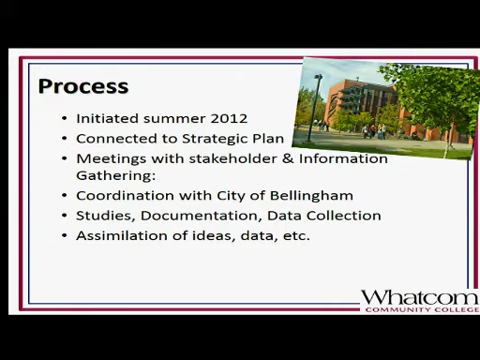 Process
• Initiated summer 2012
• Connected to Strategic Plan
• Meetings with stakeholder & Information
Gathering:
• Coordination with City of Bellingham
• Studies, Documentation, Data Collection
• Assimilation of ideas, data, etc.
Whatcom
COMMUNITY COLLEGE